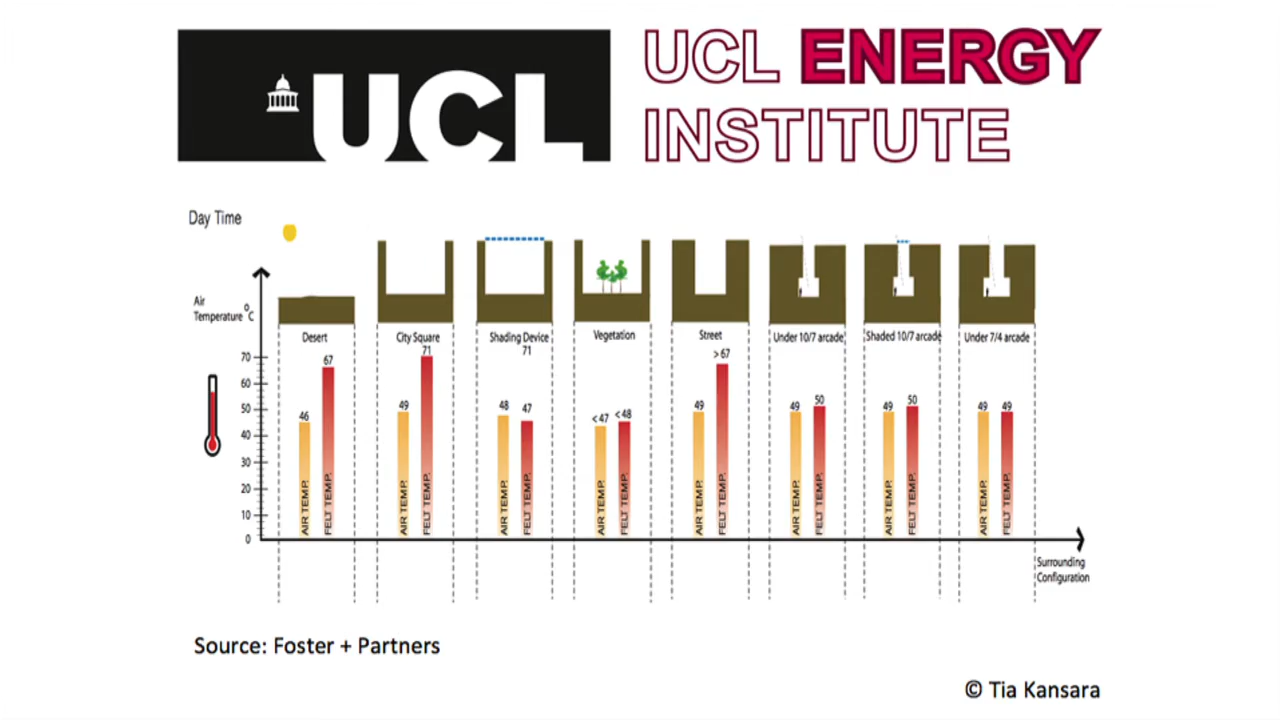 UCL
UCL ENERGY
INSTITUTE
Day Time
Air
Temperature °C
Desert
City Square
71
Shading Device
71
Vegetation
Street
Under 10/7 arcade
Shaded 10/7 arcade
Under 7/4 arcade
70
60
50
40
30
20
10
0
46
67
49
48
47
< 47
< 48
49
> 67
49
50
49
50
49
49
AIR TEMP.
FELT TEMP.
AIR TEMP.
FELT TEMP.
AIR TEMP.
FELT TEMP.
AIR TEMP.
FELT TEMP.
AIR TEMP.
FELT TEMP.
AIR TEMP.
FELT TEMP.
AIR TEMP.
FELT TEMP.
AIR TEMP.
FELT TEMP.
Surrounding
Configuration
Source: Foster + Partners
© Tia Kansara